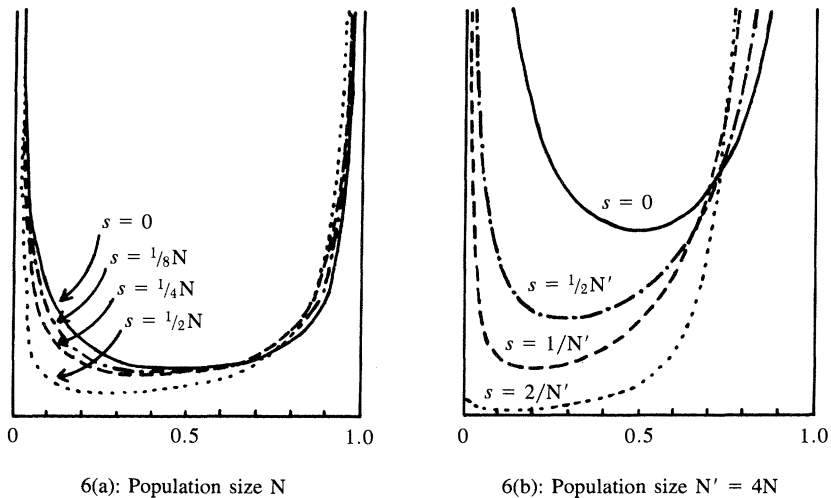 s = 0
s = 1/8N
s = 1/4N
s = 1/2N
0
0.5
1.0
6(a): Population size N
s = 0
s = 1/2N'
s = 1/N'
s = 2/N'
0
0.5
1.0
6(b): Population size N' = 4N